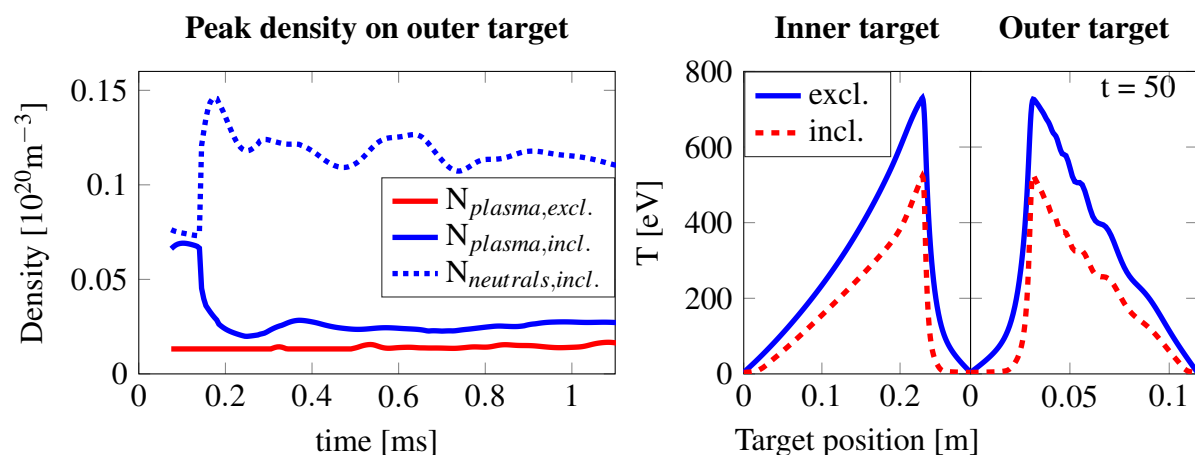 Peak density on outer target
Density [10^20m^−3]
0.15
0.1
0.05
0
0
0.2
0.4
0.6
0.8
1
time [ms]
N_plasma,excl.
N_plasma,incl.
N_neutrals,incl.
Inner target
Outer target
T [eV]
800
600
400
200
0
excl.
incl.
t = 50
0
0.1
0.2
0
0.05
0.1
Target position [m]